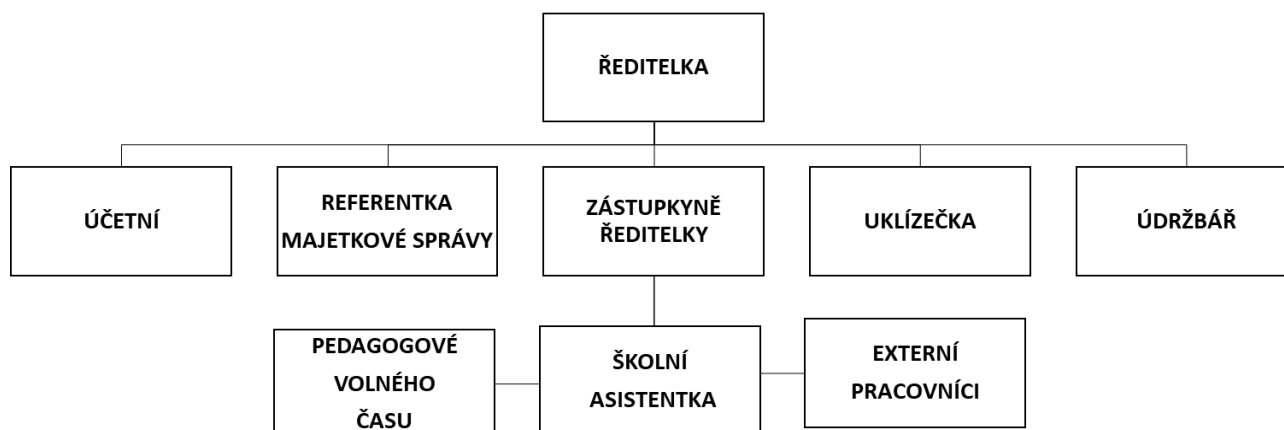 ŘEDITELKA
ÚČETNÍ
REFERENTKA
MAJETKOVÉ SPRÁVY
ZÁSTUPKYNĚ
ŘEDITELKY
UKLÍZEČKA
ÚDRŽBÁŘ
PEDAGOGOVÉ
VOLNÉHO
ČASU
ŠKOLNÍ
ASISTENTKA
EXTERNÍ
PRACOVNÍCI